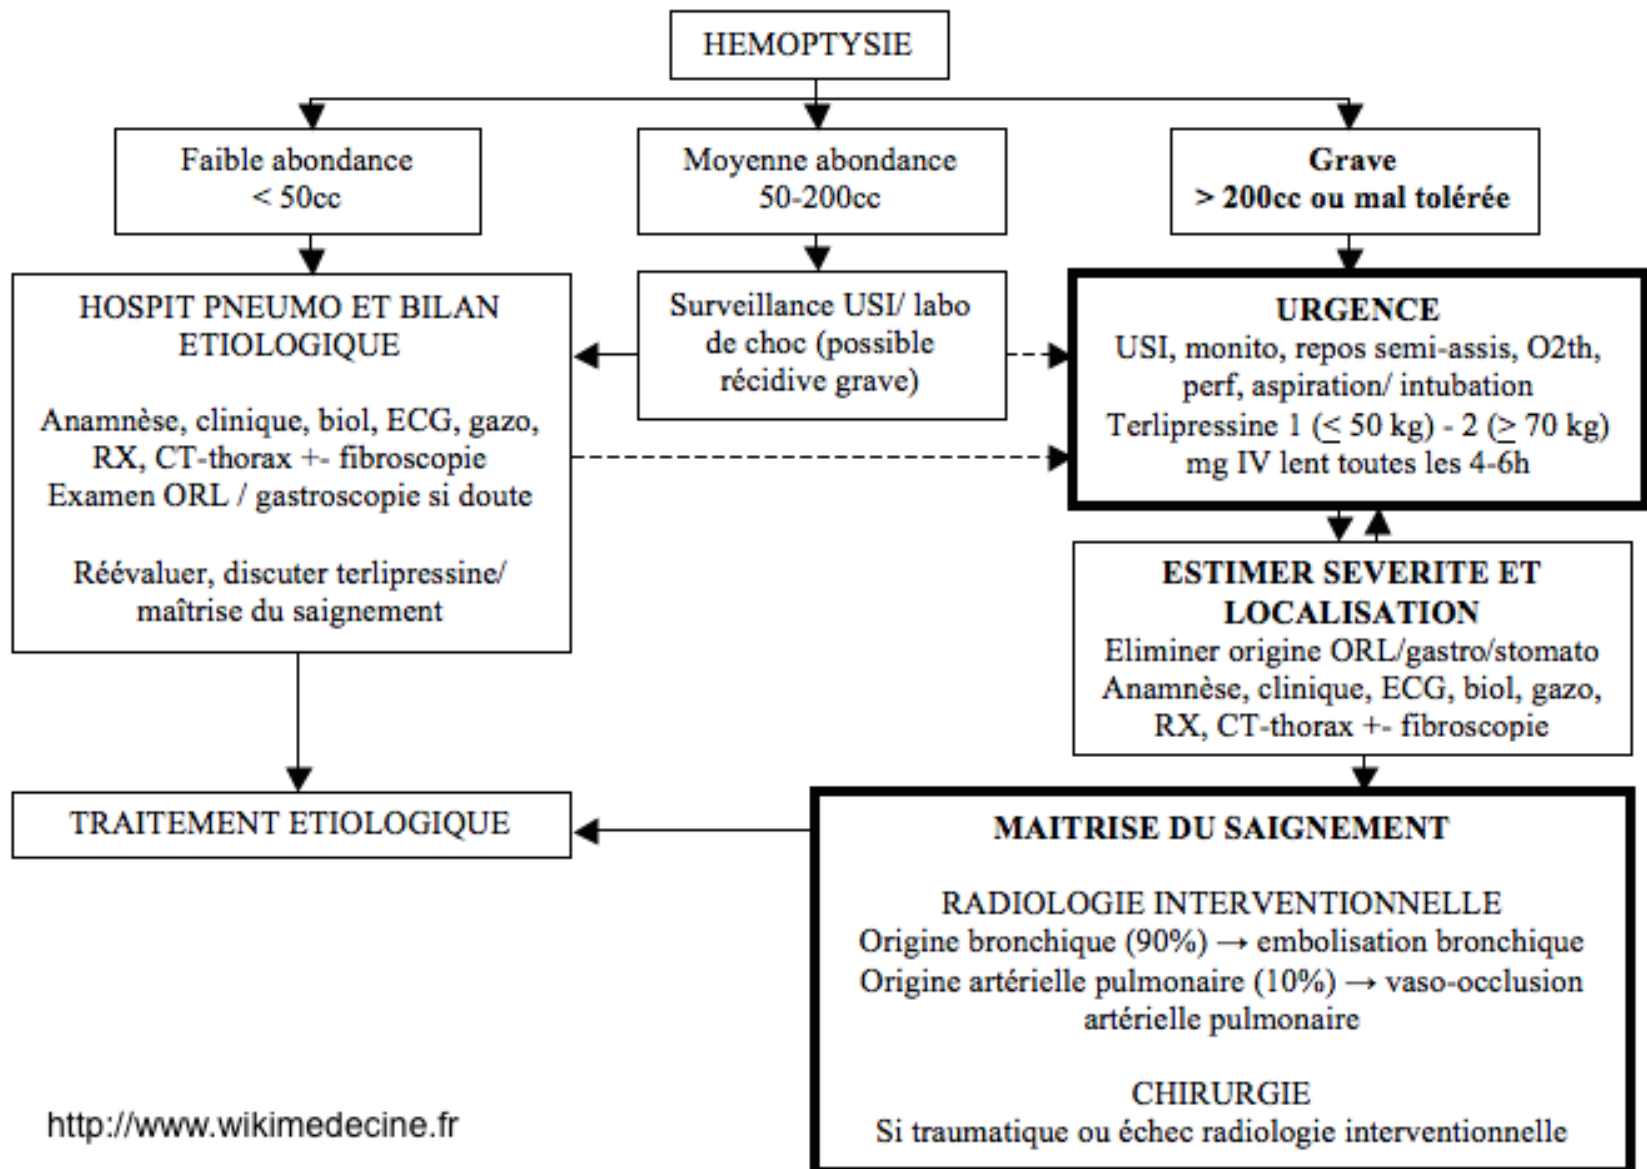 HEMOPTYSIE
Faible abondance
< 50cc
Moyenne abondance
50-200cc
Grave
> 200cc ou mal tolérée
HOSPIT PNEUMO ET BILAN
ETIOLOGIQUE
Anamnèse, clinique, biol, ECG, gazo,
RX, CT-thorax +- fibroscopie
Examen ORL / gastroscopie si doute
Réévaluer, discuter terlipressine/
maîtrise du saignement
Surveillance USI/ labo
de choc (possible
récidive grave)
URGENCE
USI, monito, repos semi-assis, O2th,
perf, aspiration/ intubation
Terlipressine 1 (≤ 50 kg) - 2 (≥ 70 kg)
mg IV lent toutes les 4-6h
ESTIMER SEVERITE ET
LOCALISATION
Eliminer origine ORL/gastro/stomato
Anamnèse, clinique, ECG, biol, gazo,
RX, CT-thorax +- fibroscopie
TRAITEMENT ETIOLOGIQUE
MAITRISE DU SAIGNEMENT
RADIOLOGIE INTERVENTIONNELLE
Origine bronchique (90%) → embolisation bronchique
Origine artérielle pulmonaire (10%) → vaso-occlusion
artérielle pulmonaire
CHIRURGIE
Si traumatique ou échec radiologie interventionnelle
http://www.wikimedecine.fr